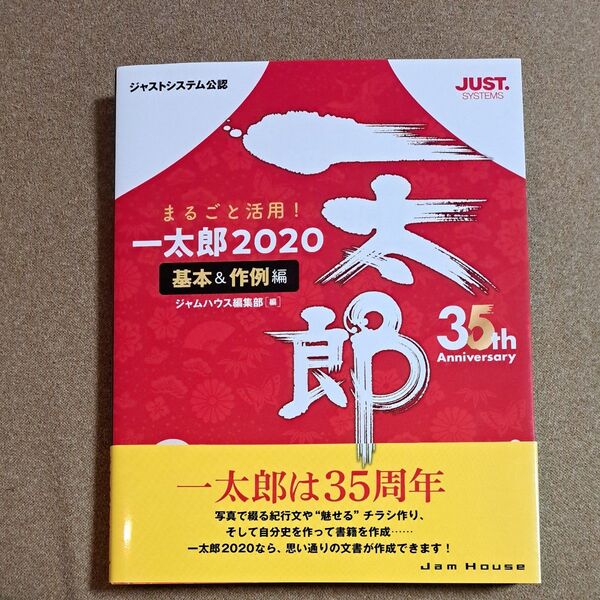 ジャストシステム公認
JUST.
SYSTEMS
一太郎
まるごと活用!
一太郎2020
基本&作例編
ジャムハウス編集部[編]
35th
Anniversary
一太郎は35周年
写真で綴る紀行文や“魅せる”チラシ作り、
そして自分史を作って書籍を作成……
一太郎2020なら、思い通りの文書が作成できます!
Jam House